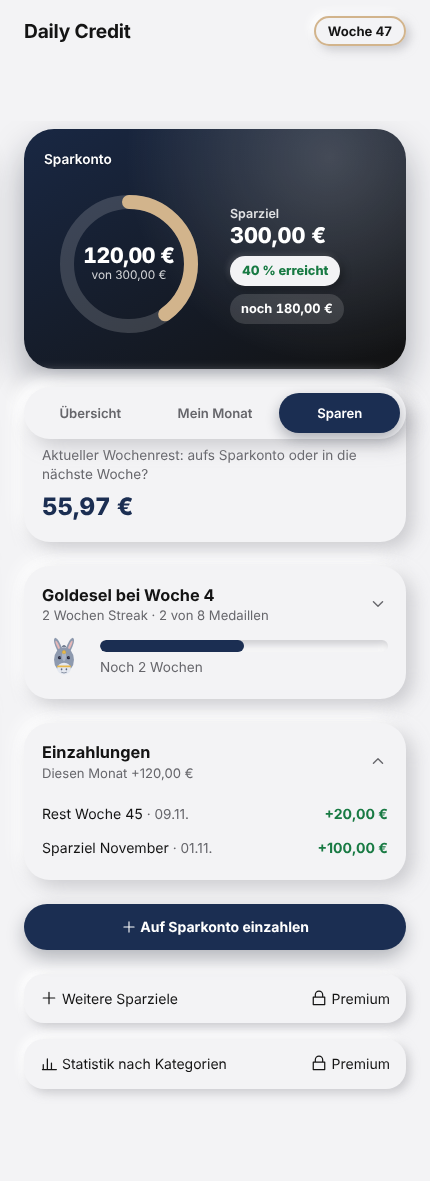 Daily Credit
Woche 47
Sparkonto
120,00 €
von 300,00 €
Sparziel
300,00 €
40 % erreicht
noch 180,00 €
Übersicht
Mein Monat
Sparen
Aktueller Wochenrest: aufs Sparkonto oder in die
nächste Woche?
55,97 €
Goldesel bei Woche 4
2 Wochen Streak · 2 von 8 Medaillen
Noch 2 Wochen
Einzahlungen
Diesen Monat +120,00 €
Rest Woche 45 · 09.11. +20,00 €
Sparziel November · 01.11. +100,00 €
Auf Sparkonto einzahlen
Weitere Sparziele Premium
Statistik nach Kategorien Premium